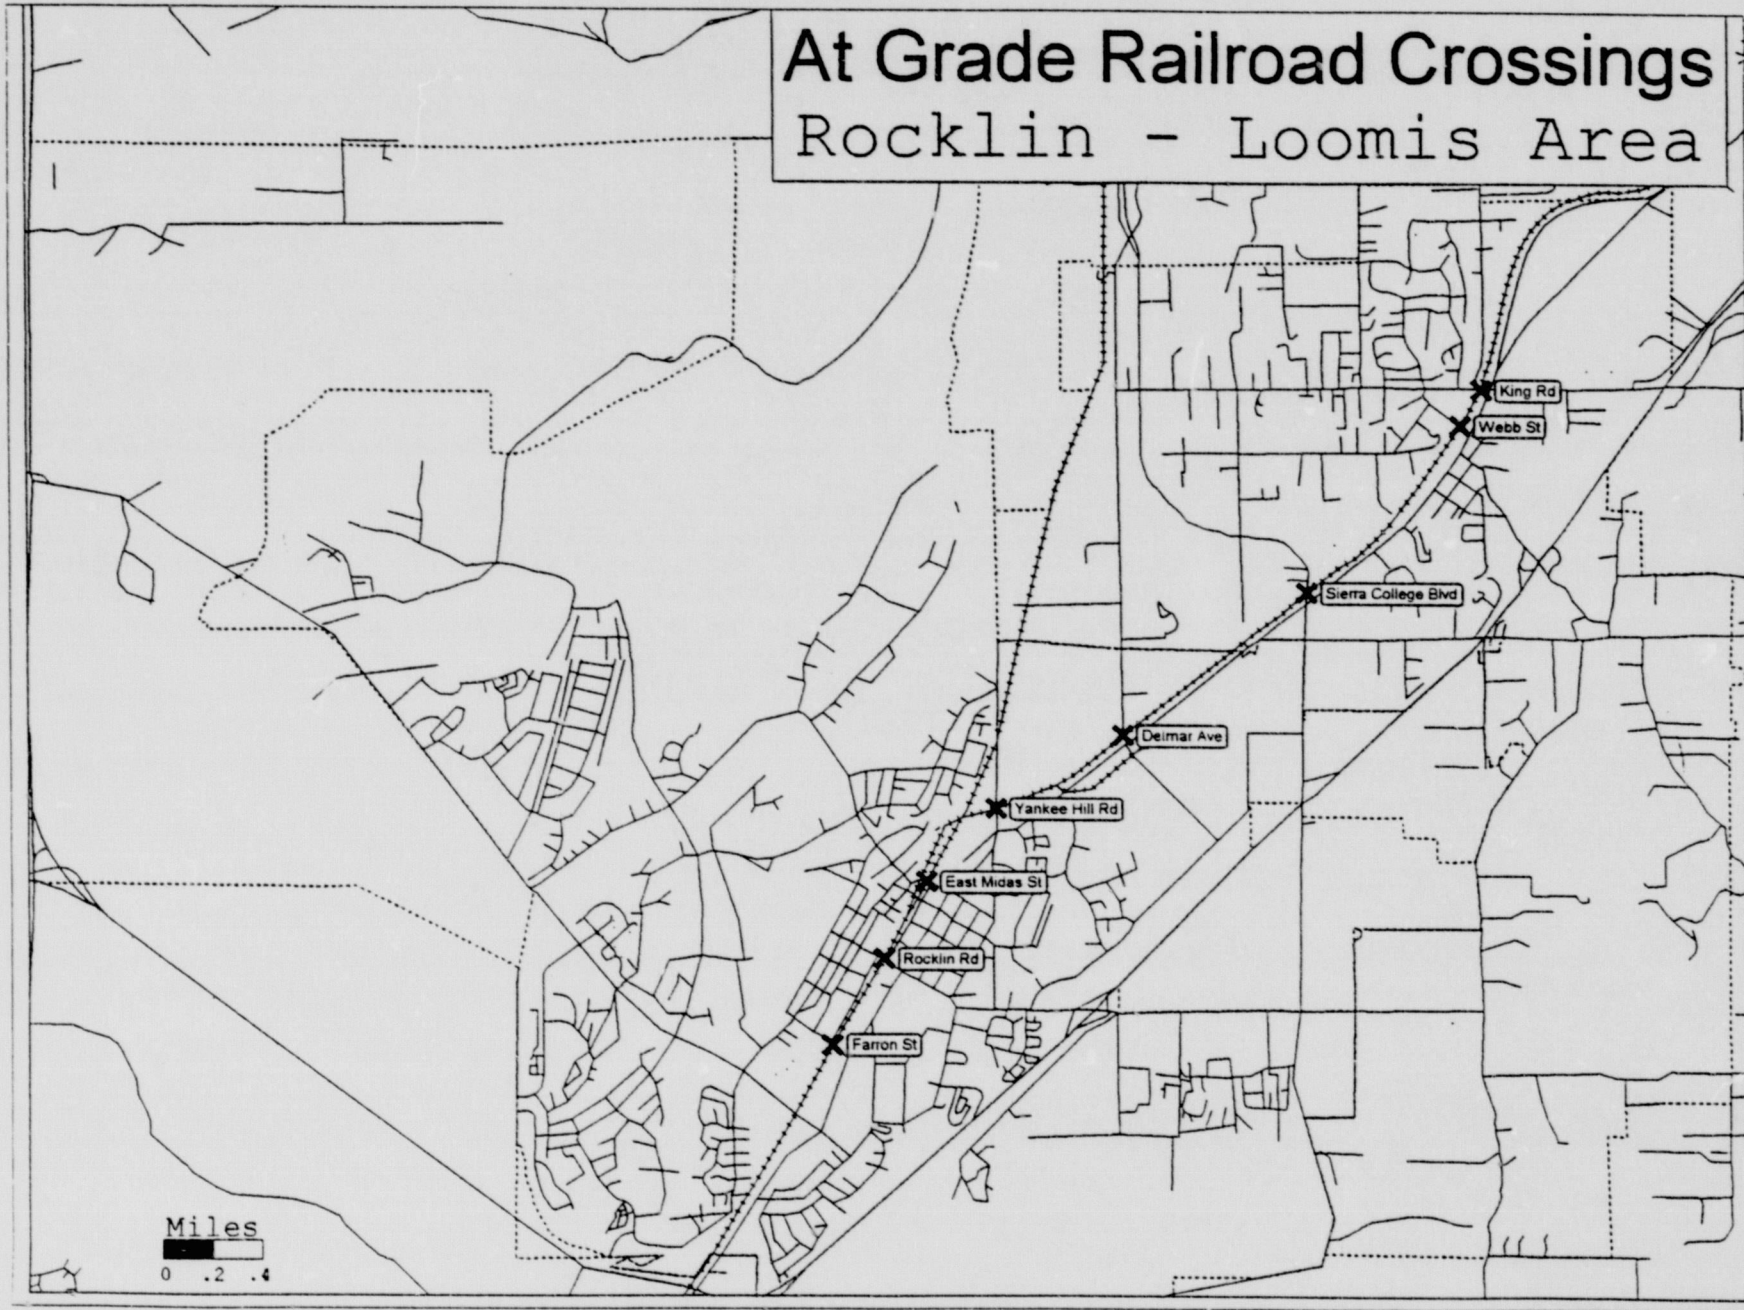 At Grade Railroad Crossings
Rocklin - Loomis Area
King Rd
Webb St
Sierra College Blvd
Delmar Ave
Yankee Hill Rd
East Midas St
Rocklin Rd
Farron St
Miles
0 .2 .4